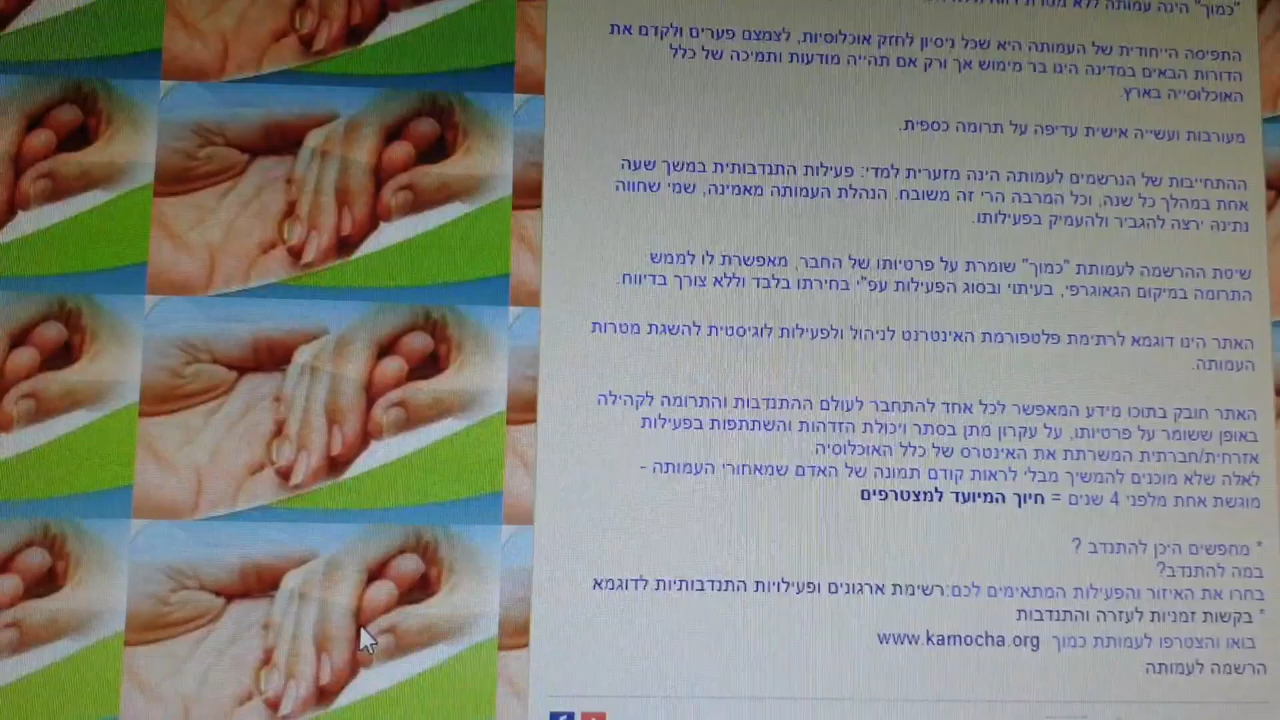 "כמוך" הינה עמותה ללא מטרת
התפיסה הייחודית של העמותה היא שכל ניסיון לחזק אוכלוסיות, לצמצם פערים ולקדם את
הדורות הבאים במדינה הינו בר מימוש אך ורק אם תהייה מודעות ותמיכה של כלל
האוכלוסייה בארץ.
מעורבות ועשייה אישית עדיפה על תרומה כספית.
ההתחייבות של הנרשמים לעמותה הינה מזערית למדי: פעילות התנדבותית במשך שעה
אחת במהלך כל שנה, וכל המרבה הרי זה משובח. הנהלת העמותה מאמינה, שמי שחווה
נתינה ירצה להגביר ולהעמיק בפעילותו.
שיטת ההרשמה לעמותת "כמוך" שומרת על פרטיותו של החבר, מאפשרת לו לממש
התרומה במיקום הגאוגרפי, בעיתוי ובסוג הפעילות עפ"י בחירתו בלבד וללא צורך בדיווח.
האתר הינו דוגמא לרתימת פלטפורמת האינטרנט לניהול ולפעילות לוגיסטית להשגת מטרות
העמותה.
האתר חובק בתוכו מידע המאפשר לכל אחד להתחבר לעולם ההתנדבות והתרומה לקהילה
באופן ששומר על פרטיותו, על עקרון מתן בסתר ויכולת הזדהות והשתתפות בפעילות
אזרחית/חברתית המשרתת את האינטרס של כלל האוכלוסיה.
לאלה שלא מוכנים להמשיך מבלי לראות קודם תמונה של האדם שמאחורי העמותה -
מוגשת אחת מלפני 4 שנים = חיוך המיועד למצטרפים
* מחפשים היכן להתנדב ?
במה להתנדב?
בחרו את האיזור והפעילות המתאימים לכם:רשימת ארגונים ופעילויות התנדבותיות לדוגמא
* בקשות זמניות לעזרה והתנדבות
בואו והצטרפו לעמותת כמוך www.kamocha.org
הרשמה לעמותה